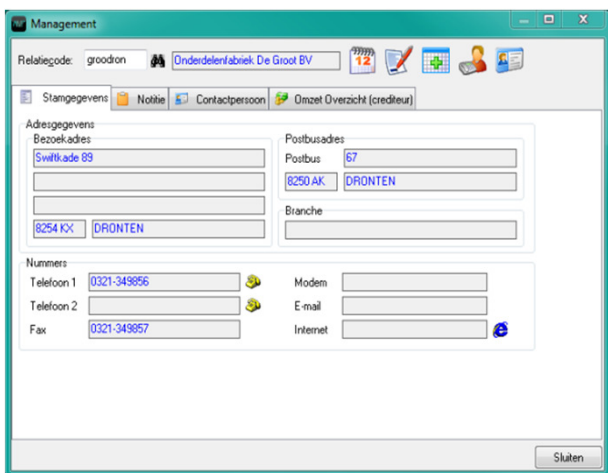 Management
Relatiecode: groodron Onderdelenfabriek De Groot BV 12
Stamgegevens Notitie Contactpersoon Omzet Overzicht (crediteur)
Adresgegevens
Bezoekadres Postbusadres
Swiftkade 89 Postbus 67
8250 AK DRONTEN
Branche
8254 KX DRONTEN
Nummers
Telefoon 1 0321-349856 Modem
Telefoon 2 E-mail
Fax 0321-349857 Internet
Sluiten